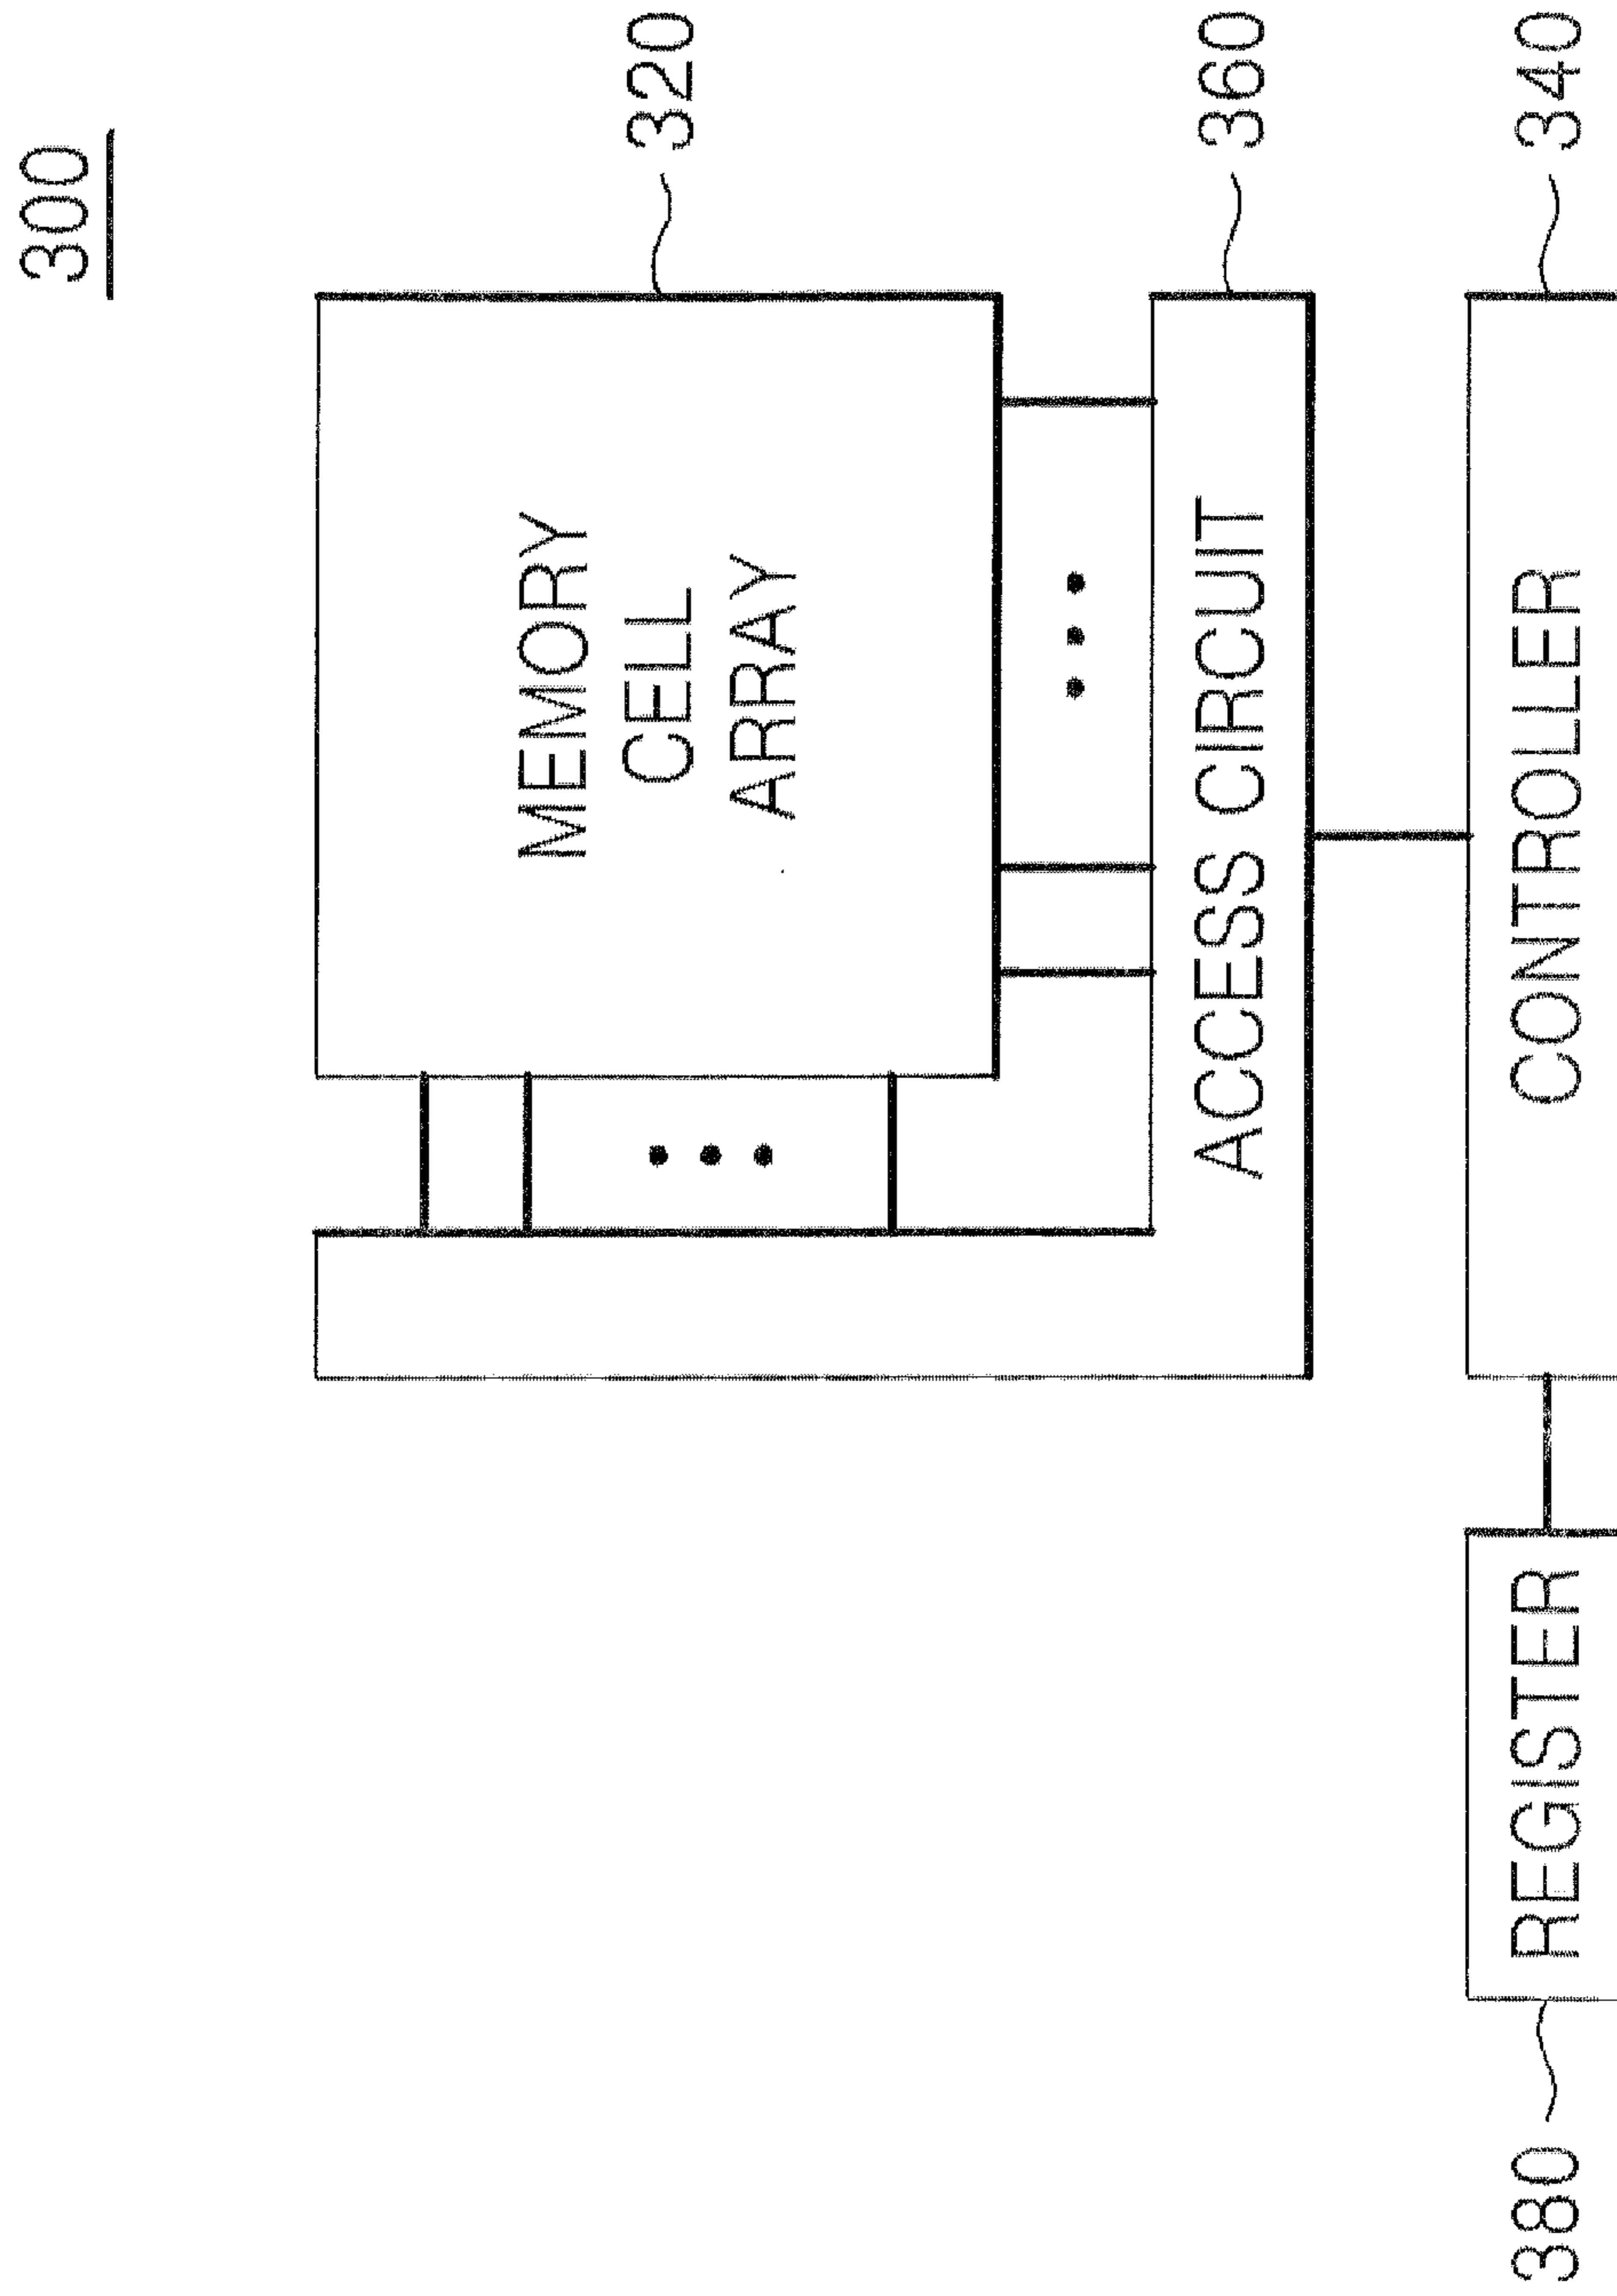 300
MEMORY
CELL
ARRAY
320
ACCESS CIRCUIT
360
380
REGISTER
CONTROLLER
340